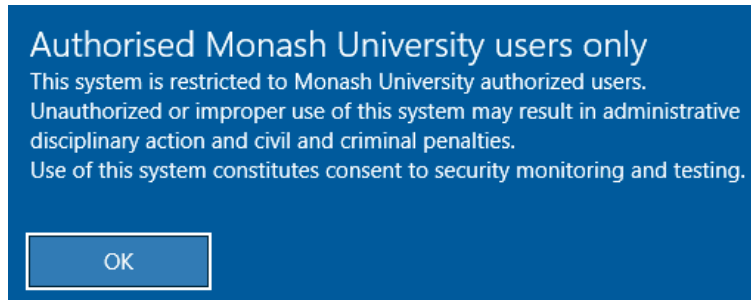 Authorised Monash University users only
This system is restricted to Monash University authorized users.
Unauthorized or improper use of this system may result in administrative
disciplinary action and civil and criminal penalties.
Use of this system constitutes consent to security monitoring and testing.
OK